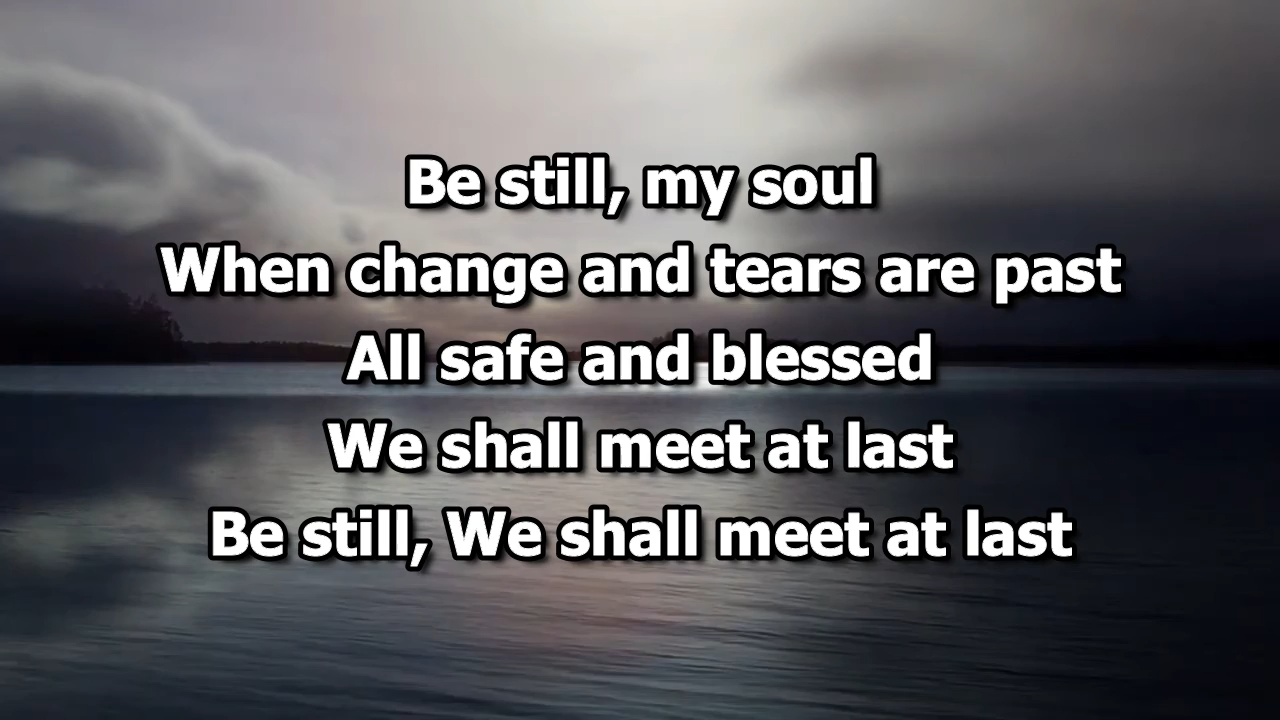 Be still, my soul
When change and tears are past
All safe and blessed
We shall meet at last
Be still, We shall meet at last